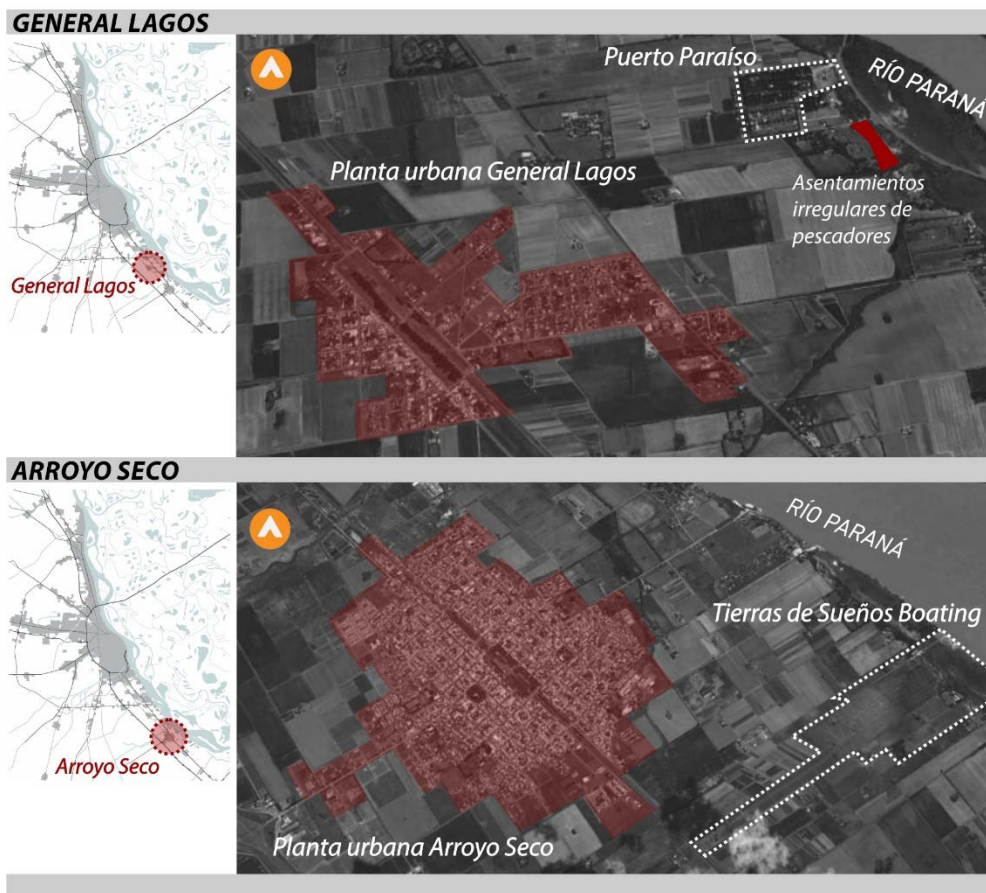 GENERAL LAGOS
General Lagos
Puerto Paraíso
RÍO PARANÁ
Planta urbana General Lagos
Asentamientos
irregulares de
pescadores
ARROYO SECO
Arroyo Seco
RÍO PARANÁ
Tierras de Sueños Boating
Planta urbana Arroyo Seco